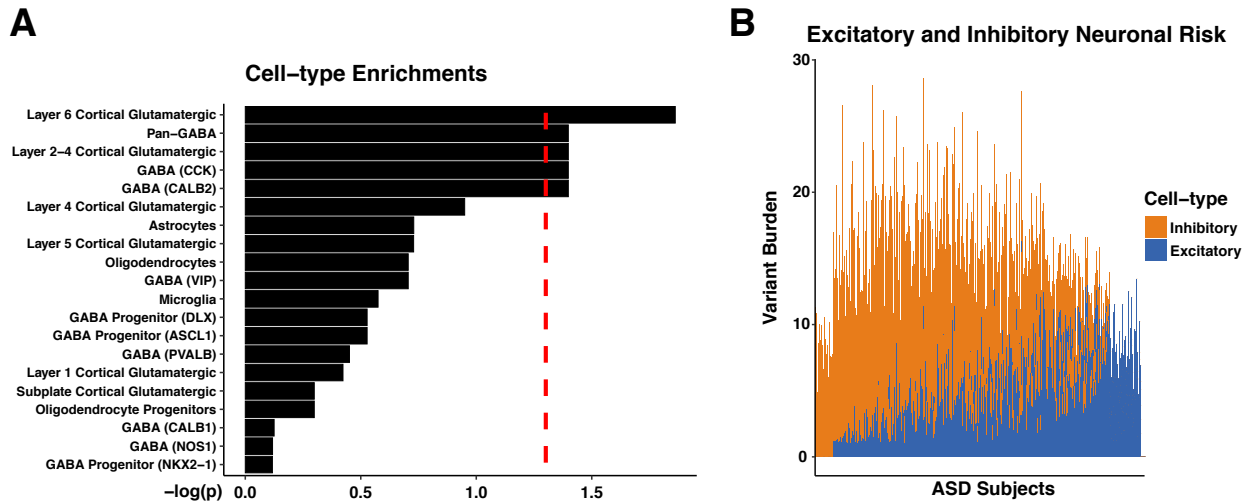 A
Cell−type Enrichments
Layer 6 Cortical Glutamatergic
Pan−GABA
Layer 2−4 Cortical Glutamatergic
GABA (CCK)
GABA (CALB2)
Layer 4 Cortical Glutamatergic
Astrocytes
Layer 5 Cortical Glutamatergic
Oligodendrocytes
GABA (VIP)
Microglia
GABA Progenitor (DLX)
GABA Progenitor (ASCL1)
GABA (PVALB)
Layer 1 Cortical Glutamatergic
Subplate Cortical Glutamatergic
Oligodendrocyte Progenitors
GABA (CALB1)
GABA (NOS1)
GABA Progenitor (NKX2−1)
−log(p)
0.0
0.5
1.0
1.5
B
Excitatory and Inhibitory Neuronal Risk
30
20
10
0
Variant Burden
ASD Subjects
Cell−type
Inhibitory
Excitatory